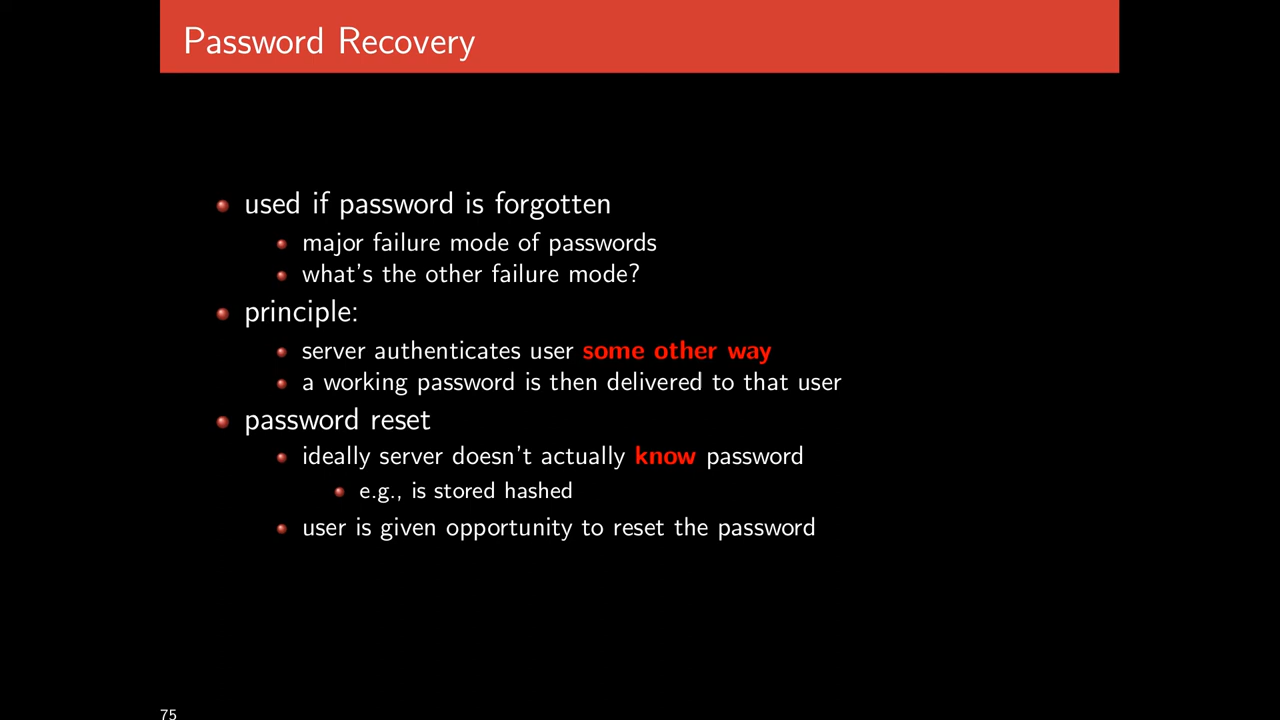 Password Recovery
used if password is forgotten
major failure mode of passwords
what's the other failure mode?
principle:
server authenticates user some other way
a working password is then delivered to that user
password reset
ideally server doesn't actually know password
e.g., is stored hashed
user is given opportunity to reset the password
75